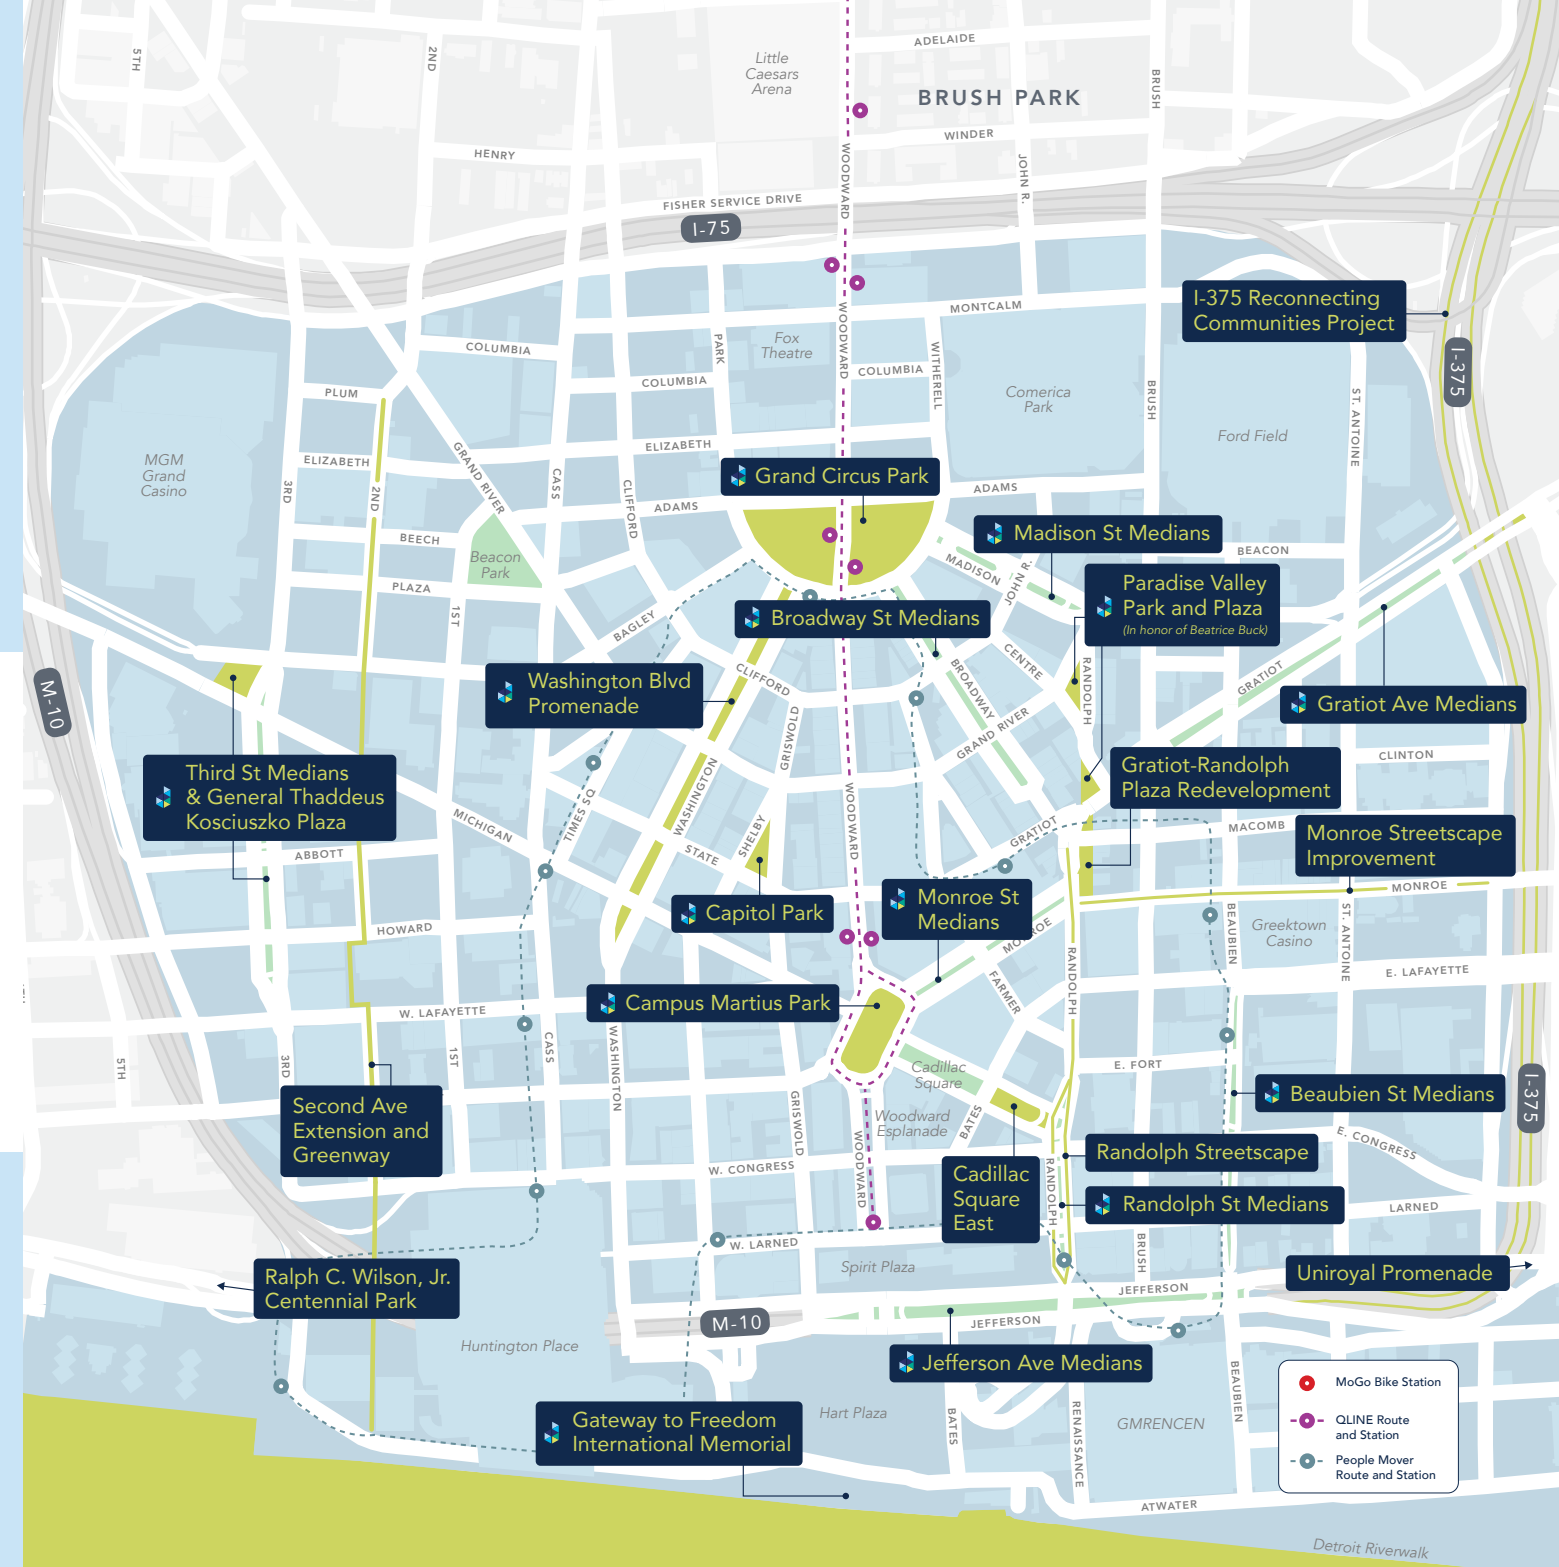 5TH
2ND
Little
Caesars
Arena
ADELAIDE
BRUSH PARK
BRUSH
WINDER
HENRY
WOODWARD
JOHN R.
FISHER SERVICE DRIVE
I-75
I-375 Reconnecting
Communities Project
MONTCALM
WOODWARD
Fox
Theatre
PARK
COLUMBIA
COLUMBIA
COLUMBIA
WITHERELL
I-375
PLUM
Comerica
Park
BRUSH
ST. ANTOINE
Ford Field
MGM
Grand
Casino
ELIZABETH
ELIZABETH
GRAND RIVER
3RD
2ND
CASS
CLIFFORD
Grand Circus Park
ADAMS
ADAMS
Madison St Medians
BEECH
Beacon
Park
BEACON
MADISON
JOHN R.
PLAZA
1ST
Paradise Valley
Park and Plaza
(In honor of Beatrice Buck)
Broadway St Medians
BAGLEY
CENTRE
RANDOLPH
BROADWAY
GRATIOT
Washington Blvd
Promenade
CLIFFORD
GRISWOLD
GRAND RIVER
Gratiot Ave Medians
M-10
Third St Medians
& General Thaddeus
Kosciuszko Plaza
Gratiot-Randolph
Plaza Redevelopment
CLINTON
WASHINGTON
TIMES SQ
MICHIGAN
WOODWARD
SHELBY
STATE
GRATIOT
MACOMB
Monroe Streetscape
Improvement
ABBOTT
MONROE
Capitol Park
Monroe St
Medians
MONROE
HOWARD
BEAUBIEN
Greektown
Casino
ST. ANTOINE
E. LAFAYETTE
RANDOLPH
FARMER
Campus Martius Park
W. LAFAYETTE
WASHINGTON
5TH
3RD
1ST
CASS
Cadillac
Square
E. FORT
Beaubien St Medians
I-375
Second Ave
Extension and
Greenway
GRISWOLD
Woodward
Esplanade
BATES
WOODWARD
E. CONGRESS
Randolph Streetscape
W. CONGRESS
Cadillac
Square
East
RANDOLPH
Randolph St Medians
LARNED
W. LARNED
BRUSH
Spirit Plaza
Ralph C. Wilson, Jr.
Centennial Park
Uniroyal Promenade
JEFFERSON
M-10
JEFFERSON
Huntington Place
Jefferson Ave Medians
BEAUBIEN
Gateway to Freedom
International Memorial
Hart Plaza
BATES
RENAISSANCE
GMRENCEN
MoGo Bike Station
QLINE Route
and Station
People Mover
Route and Station
ATWATER
Detroit Riverwalk